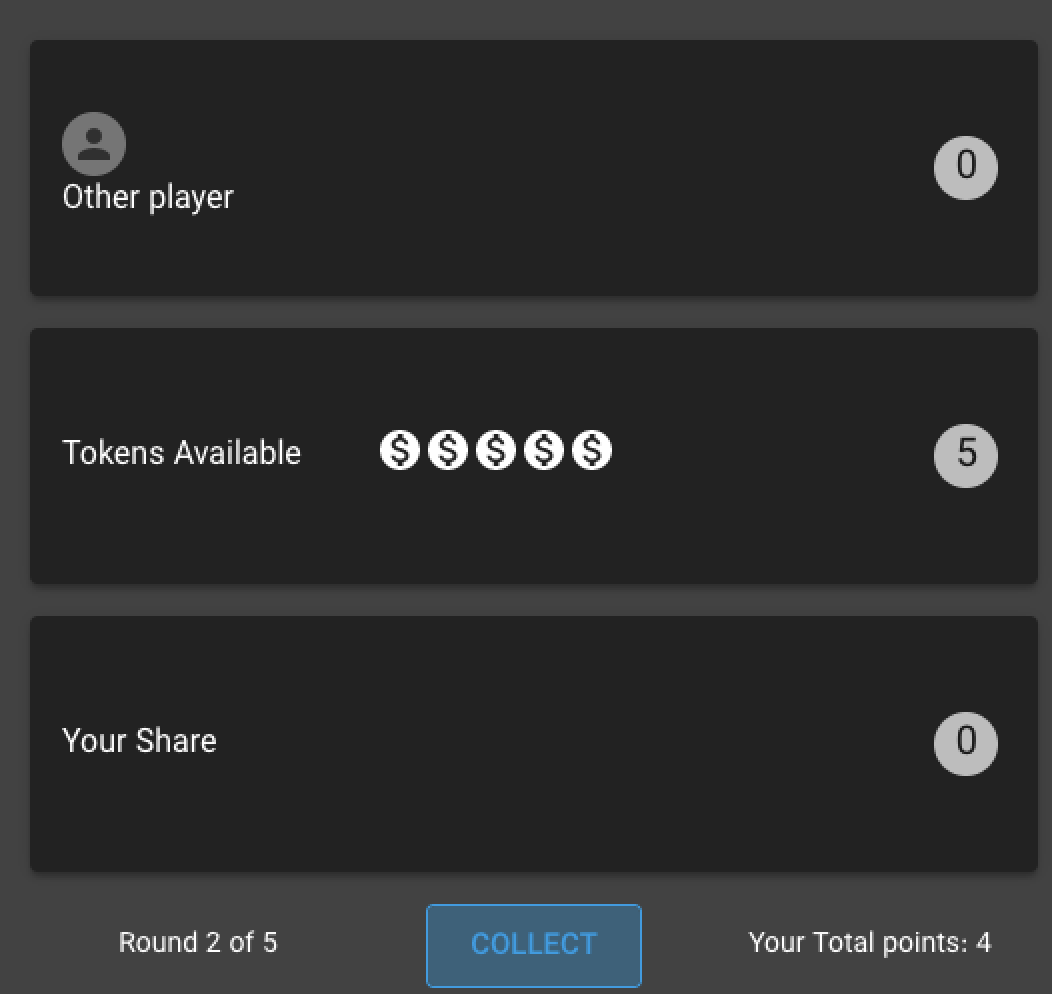 0
Other player
Tokens Available $ $ $ $ $ 5
Your Share 0
Round 2 of 5 COLLECT Your Total points: 4